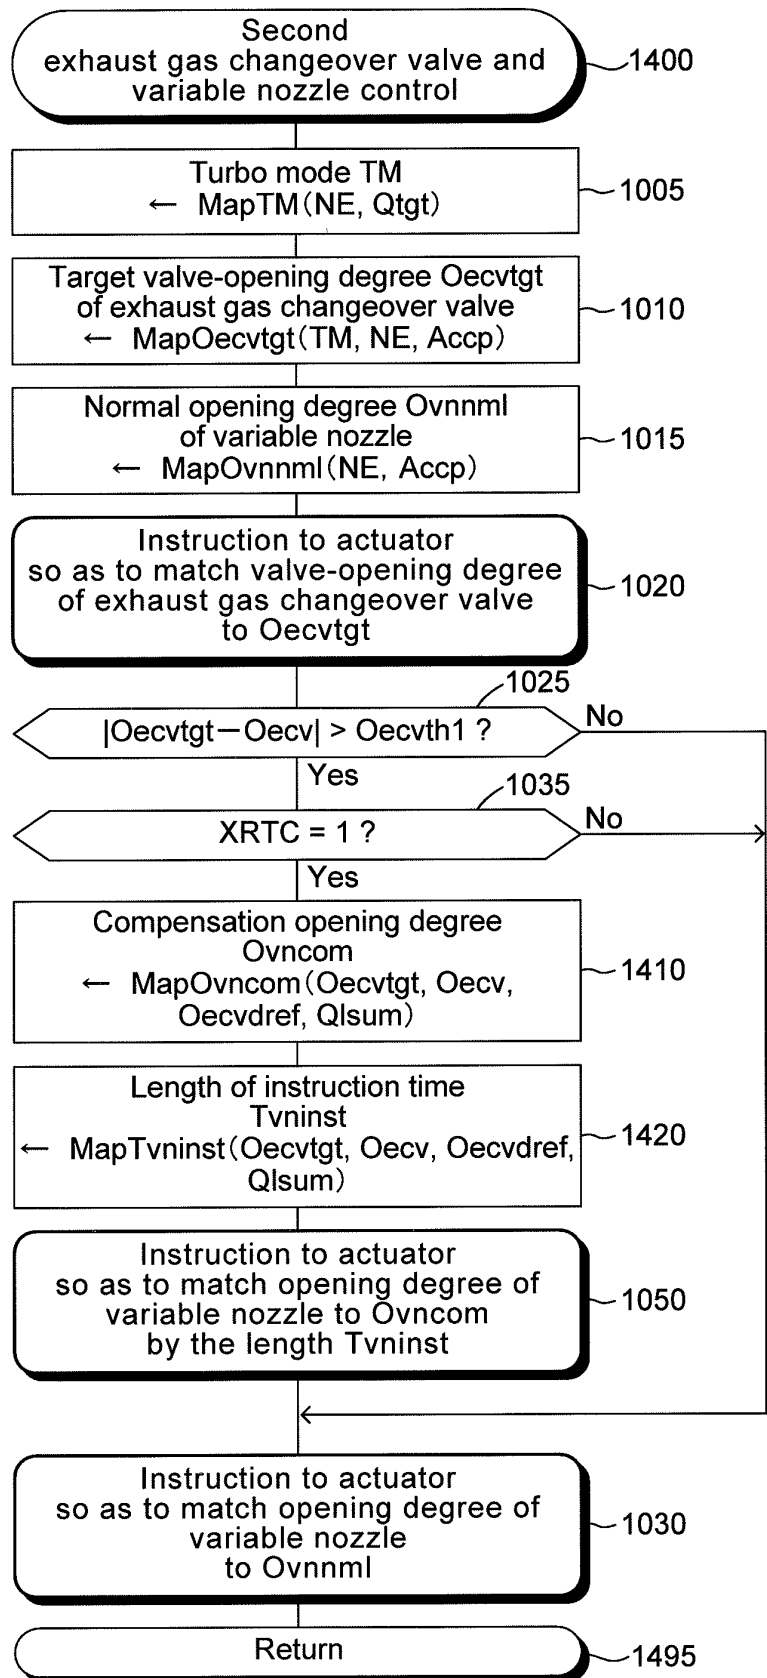 Second
exhaust gas changeover valve and
variable nozzle control
1400
Turbo mode TM
← MapTM(NE, Qtgt)
1005
Target valve-opening degree Oecvtgt
of exhaust gas changeover valve
← MapOecvtgt(TM, NE, Accp)
1010
Normal opening degree Ovnnml
of variable nozzle
← MapOvnnml(NE, Accp)
1015
Instruction to actuator
so as to match valve-opening degree
of exhaust gas changeover valve
to Oecvtgt
1020
1025
|Oecvtgt−Oecv| > Oecvth1 ?
No
Yes
1035
XRTC = 1 ?
No
Yes
Compensation opening degree
Ovncom
← MapOvncom(Oecvtgt, Oecv,
Oecvdref, Qlsum)
1410
Length of instruction time
Tvninst
← MapTvninst(Oecvtgt, Oecv, Oecvdref,
Qlsum)
1420
Instruction to actuator
so as to match opening degree of
variable nozzle to Ovncom
by the length Tvninst
1050
Instruction to actuator
so as to match opening degree of
variable nozzle
to Ovnnml
1030
Return
1495